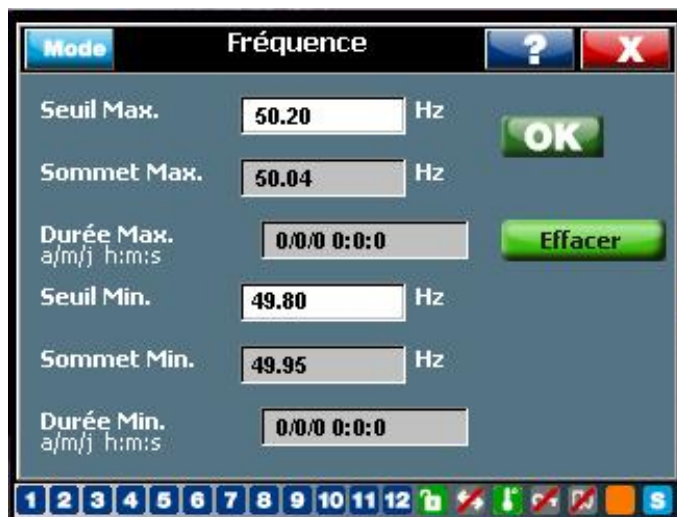 Mode Fréquence ? X
Seuil Max. 50.20 Hz
OK
Sommet Max. 50.04 Hz
Durée Max. 0/0/0 0:0:0
a/m/j h:m:s
Effacer
Seuil Min. 49.80 Hz
Sommet Min. 49.95 Hz
Durée Min. 0/0/0 0:0:0
a/m/j h:m:s
1 2 3 4 5 6 7 8 9 10 11 12 S